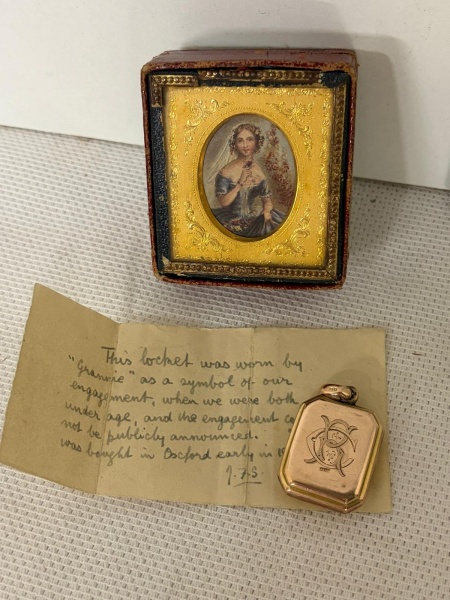 This locket was worn by
"Grannie" as a symbol of our
engagement, when we were both
under age, and the engagement
not be publicly announced.
was bought in Oxford early in
J.F.S.